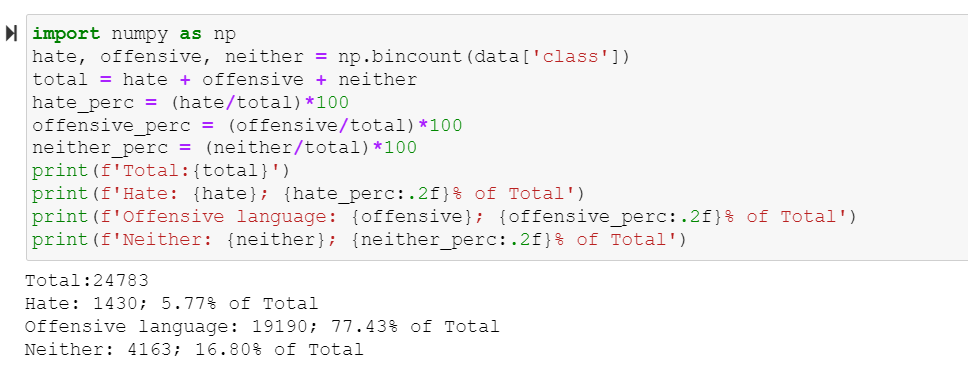 import numpy as np
hate, offensive, neither = np.bincount(data['class'])
total = hate + offensive + neither
hate_perc = (hate/total)*100
offensive_perc = (offensive/total)*100
neither_perc = (neither/total)*100
print(f'Total:{total}')
print(f'Hate: {hate}; {hate_perc:.2f}% of Total')
print(f'Offensive language: {offensive}; {offensive_perc:.2f}% of Total')
print(f'Neither: {neither}; {neither_perc:.2f}% of Total')
Total:24783
Hate: 1430; 5.77% of Total
Offensive language: 19190; 77.43% of Total
Neither: 4163; 16.80% of Total